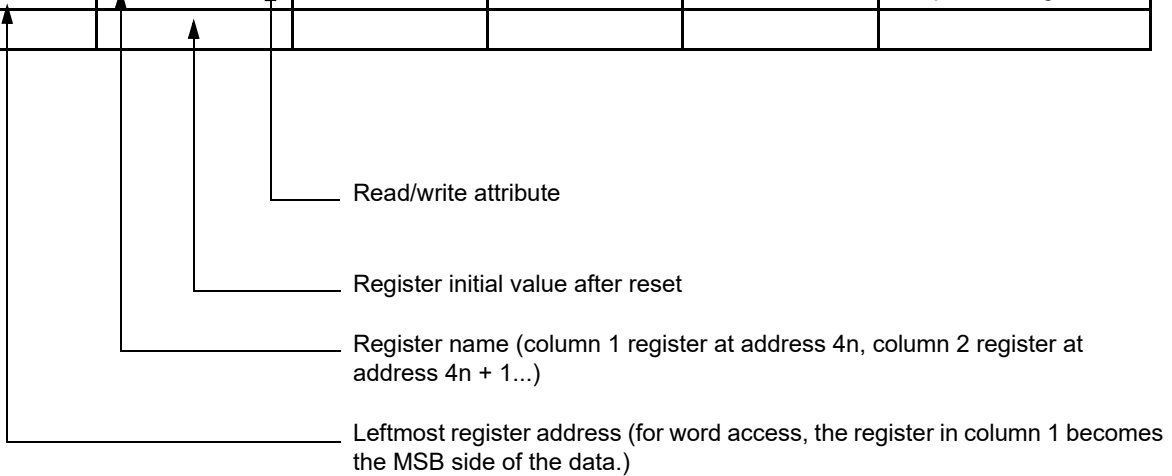 Read/write attribute
Register initial value after reset
Register name (column 1 register at address 4n, column 2 register at
address 4n + 1...)
Leftmost register address (for word access, the register in column 1 becomes
the MSB side of the data.)